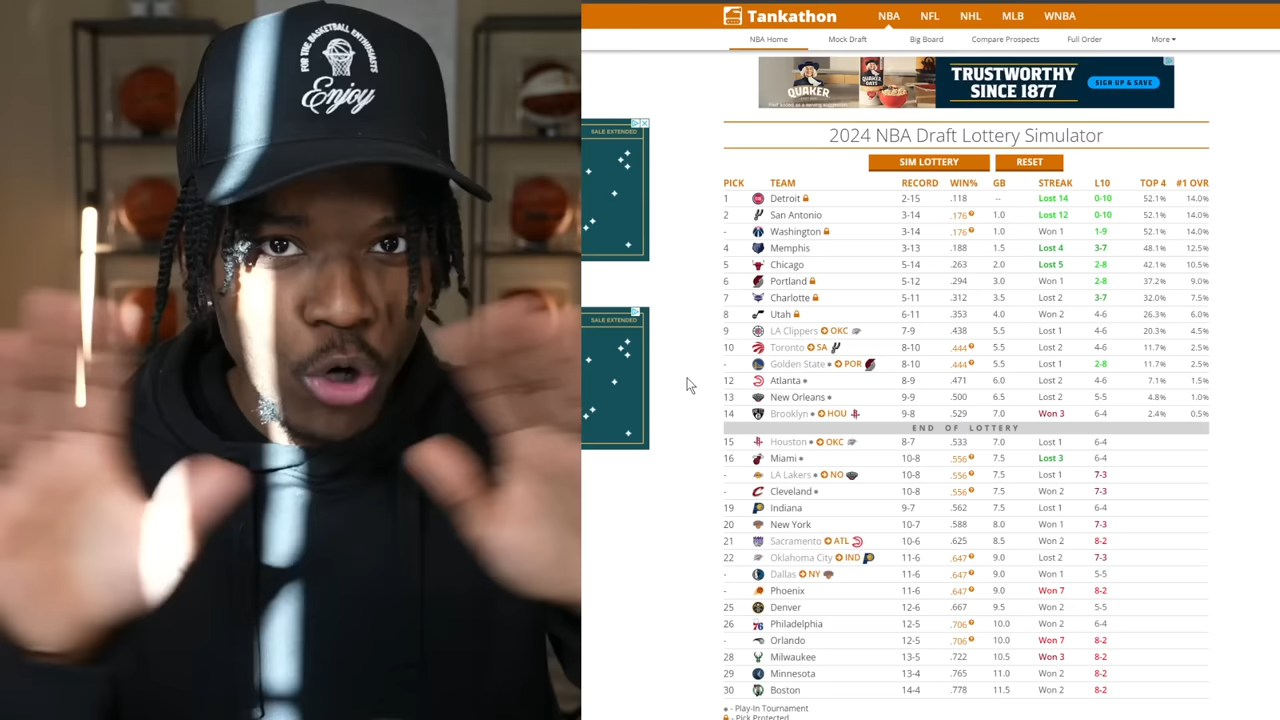 FOR THE BASKETBALL ENTHUSIASTS
Enjoy
Tankathon
NBA NFL NHL MLB WNBA
NBA Home Mock Draft Big Board Compare Prospects Full Order More
QUAKER
QUAKER OATS
TRUSTWORTHY
SINCE 1877
SIGN UP & SAVE
SALE EXTENDED
SALE EXTENDED
2024 NBA Draft Lottery Simulator
SIM LOTTERY RESET
PICK TEAM RECORD WIN% GB STREAK L10 TOP 4 #1 OVR
1 Detroit 2-15 .118 -- Lost 14 0-10 52.1% 14.0%
2 San Antonio 3-14 .176 1.0 Lost 12 0-10 52.1% 14.0%
- Washington 3-14 .176 1.0 Won 1 1-9 52.1% 14.0%
4 Memphis 3-13 .188 1.5 Lost 4 3-7 48.1% 12.5%
5 Chicago 5-14 .263 2.0 Lost 5 2-8 42.1% 10.5%
6 Portland 5-12 .294 3.0 Won 1 2-8 37.2% 9.0%
7 Charlotte 5-11 .312 3.5 Lost 2 3-7 32.0% 7.5%
8 Utah 6-11 .353 4.0 Won 2 4-6 26.3% 6.0%
9 LA Clippers OKC 7-9 .438 5.5 Lost 1 4-6 20.3% 4.5%
10 Toronto SA 8-10 .444 5.5 Lost 2 4-6 11.7% 2.5%
- Golden State POR 8-10 .444 5.5 Lost 1 2-8 11.7% 2.5%
12 Atlanta 8-9 .471 6.0 Lost 2 4-6 7.1% 1.5%
13 New Orleans 9-9 .500 6.5 Lost 2 5-5 4.8% 1.0%
14 Brooklyn HOU 9-8 .529 7.0 Won 3 6-4 2.4% 0.5%
END OF LOTTERY
15 Houston OKC 8-7 .533 7.0 Lost 1 6-4
16 Miami 10-8 .556 7.5 Lost 3 6-4
- LA Lakers NO 10-8 .556 7.5 Lost 1 7-3
- Cleveland 10-8 .556 7.5 Won 2 7-3
19 Indiana 9-7 .562 7.5 Lost 1 6-4
20 New York 10-7 .588 8.0 Won 1 7-3
21 Sacramento ATL 10-6 .625 8.5 Won 2 8-2
22 Oklahoma City IND 11-6 .647 9.0 Lost 2 7-3
- Dallas NY 11-6 .647 9.0 Won 1 5-5
- Phoenix 11-6 .647 9.0 Won 7 8-2
25 Denver 12-6 .667 9.5 Won 2 5-5
26 Philadelphia 12-5 .706 10.0 Won 2 6-4
- Orlando 12-5 .706 10.0 Won 7 8-2
28 Milwaukee 13-5 .722 10.5 Won 3 8-2
29 Minnesota 13-4 .765 11.0 Won 2 8-2
30 Boston 14-4 .778 11.5 Won 2 8-2
- Play-In Tournament
- Pick Protected